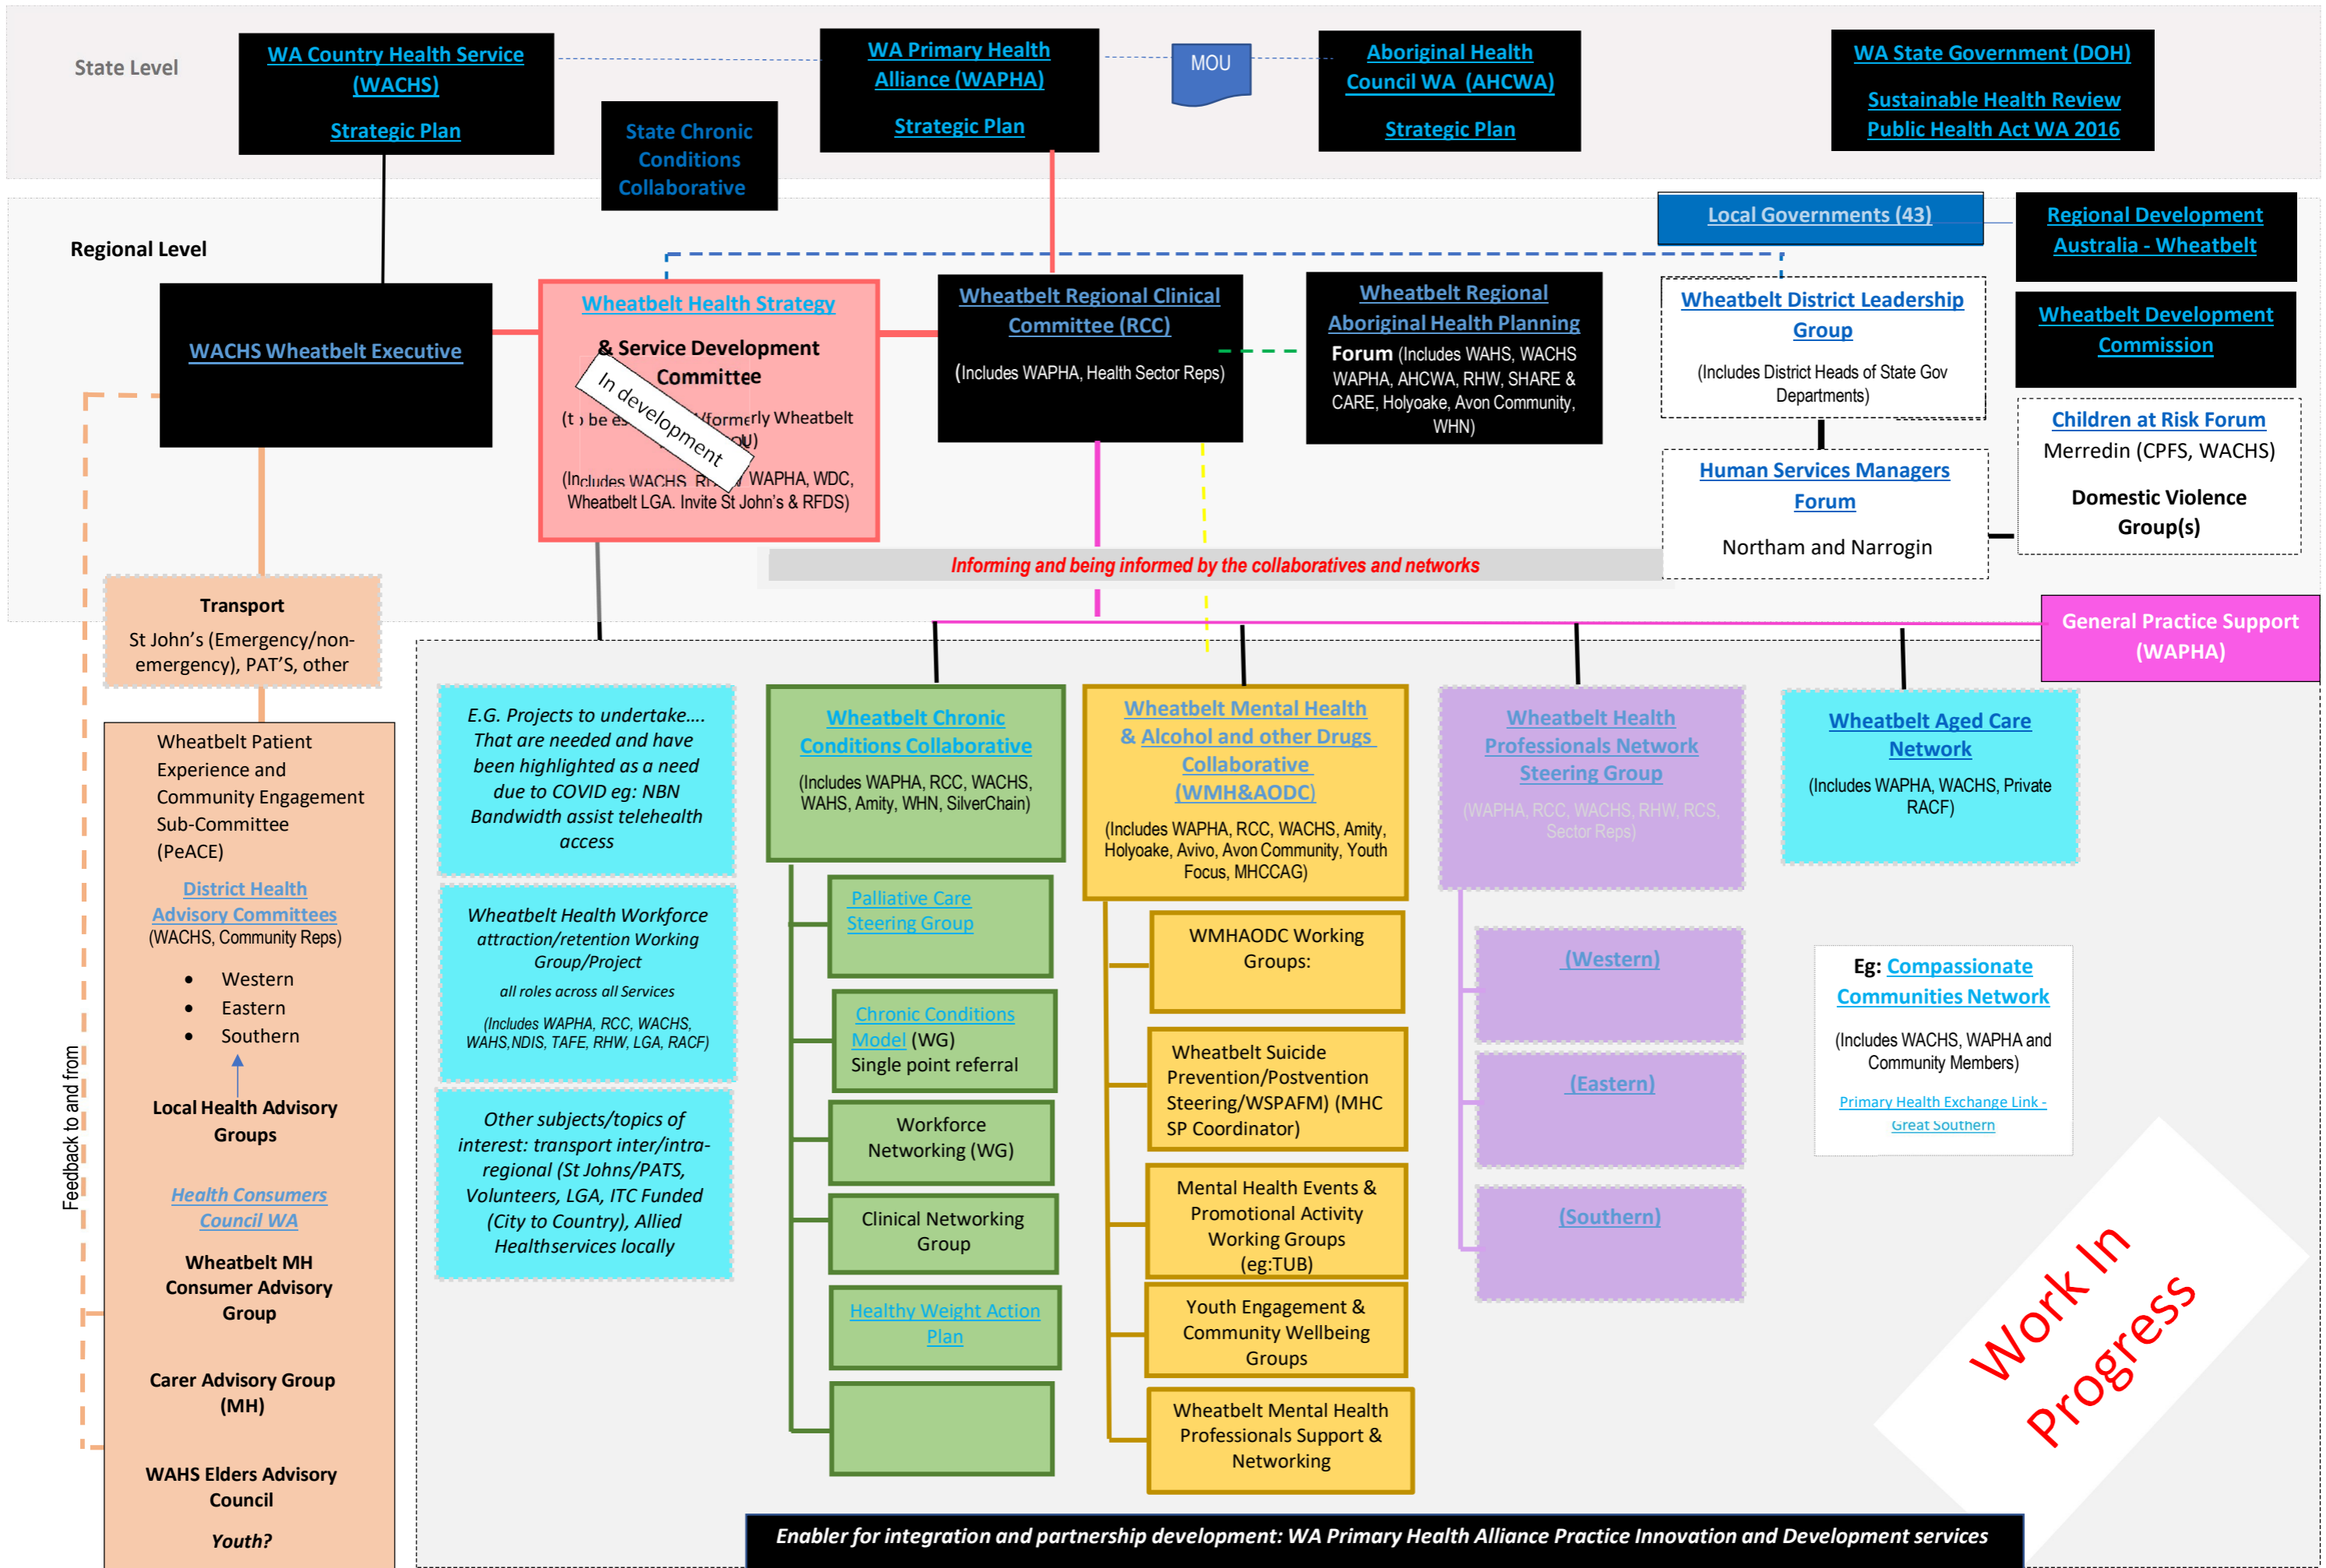 State Level
WA Country Health Service
(WACHS)
Strategic Plan
WA Primary Health
Alliance (WAPHA)
Strategic Plan
MOU
Aboriginal Health
Council WA (AHCWA)
Strategic Plan
WA State Government (DOH)
Sustainable Health Review
Public Health Act WA 2016
State Chronic
Conditions
Collaborative
Regional Level
Local Governments (43)
Regional Development
Australia - Wheatbelt
WACHS Wheatbelt Executive
Wheatbelt Health Strategy
& Service Development
Committee
(to be es /formerly Wheatbelt
U)
In development
(Includes WACHS, WAPHA, WDC,
Wheatbelt LGA. Invite St John's & RFDS)
Wheatbelt Regional Clinical
Committee (RCC)
(Includes WAPHA, Health Sector Reps)
Wheatbelt Regional
Aboriginal Health Planning
Forum (Includes WAHS, WACHS
WAPHA, AHCWA, RHW, SHARE &
CARE, Holyoake, Avon Community,
WHN)
Wheatbelt District Leadership
Group
(Includes District Heads of State Gov
Departments)
Wheatbelt Development
Commission
Human Services Managers
Forum
Northam and Narrogin
Children at Risk Forum
Merredin (CPFS, WACHS)
Domestic Violence
Group(s)
Informing and being informed by the collaboratives and networks
General Practice Support
(WAPHA)
Transport
St John's (Emergency/non-
emergency), PAT'S, other
Feedback to and from
Wheatbelt Patient
Experience and
Community Engagement
Sub-Committee
(PeACE)
District Health
Advisory Committees
(WACHS, Community Reps)
• Western
• Eastern
• Southern
Local Health Advisory
Groups
Health Consumers
Council WA
Wheatbelt MH
Consumer Advisory
Group
Carer Advisory Group
(MH)
WAHS Elders Advisory
Council
Youth?
E.G. Projects to undertake....
That are needed and have
been highlighted as a need
due to COVID eg: NBN
Bandwidth assist telehealth
access
Wheatbelt Health Workforce
attraction/retention Working
Group/Project
all roles across all Services
(Includes WAPHA, RCC, WACHS,
WAHS,NDIS, TAFE, RHW, LGA, RACF)
Other subjects/topics of
interest: transport inter/intra-
regional (St Johns/PATS,
Volunteers, LGA, ITC Funded
(City to Country), Allied
Healthservices locally
Wheatbelt Chronic
Conditions Collaborative
(Includes WAPHA, RCC, WACHS,
WAHS, Amity, WHN, SilverChain)
Palliative Care
Steering Group
Chronic Conditions
Model (WG)
Single point referral
Workforce
Networking (WG)
Clinical Networking
Group
Healthy Weight Action
Plan
Wheatbelt Mental Health
& Alcohol and other Drugs
Collaborative
(WMH&AODC)
(Includes WAPHA, RCC, WACHS, Amity,
Holyoake, Avivo, Avon Community, Youth
Focus, MHCCAG)
WMHAODC Working
Groups:
Wheatbelt Suicide
Prevention/Postvention
Steering/WSPAFM) (MHC
SP Coordinator)
Mental Health Events &
Promotional Activity
Working Groups
(eg:TUB)
Youth Engagement &
Community Wellbeing
Groups
Wheatbelt Mental Health
Professionals Support &
Networking
Wheatbelt Health
Professionals Network
Steering Group
(WAPHA, RCC, WACHS, RHW, RCS,
Sector Reps)
(Western)
(Eastern)
(Southern)
Wheatbelt Aged Care
Network
(Includes WAPHA, WACHS, Private
RACF)
Eg: Compassionate
Communities Network
(Includes WACHS, WAPHA and
Community Members)
Primary Health Exchange Link -
Great Southern
Work In
Progress
Enabler for integration and partnership development: WA Primary Health Alliance Practice Innovation and Development services